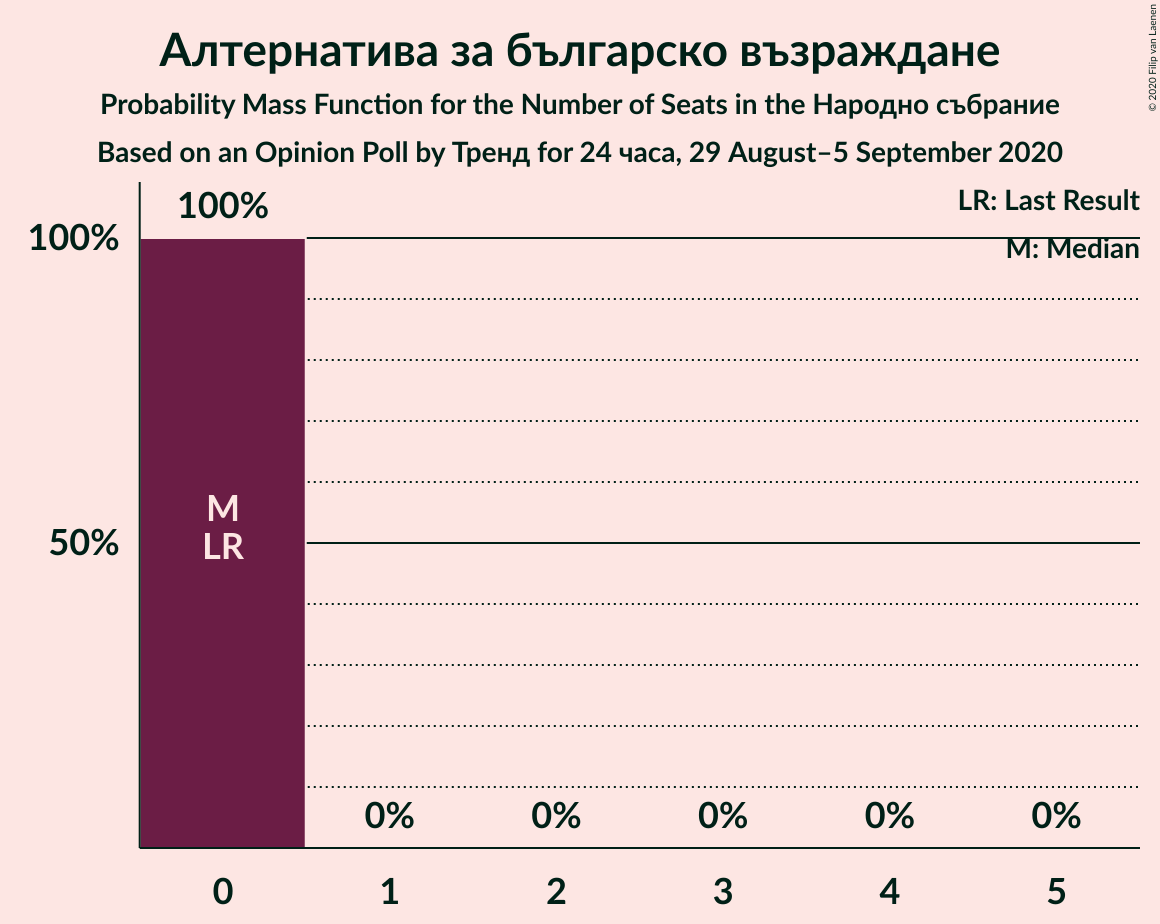 Алтернатива за българско възраждане
Probability Mass Function for the Number of Seats in the Народно събрание
Based on an Opinion Poll by Тренд for 24 часа, 29 August–5 September 2020
© 2020 Filip van Laenen
LR: Last Result
M: Median
100%
100%
50%
M
LR
0%
0%
0%
0%
0%
0
1
2
3
4
5